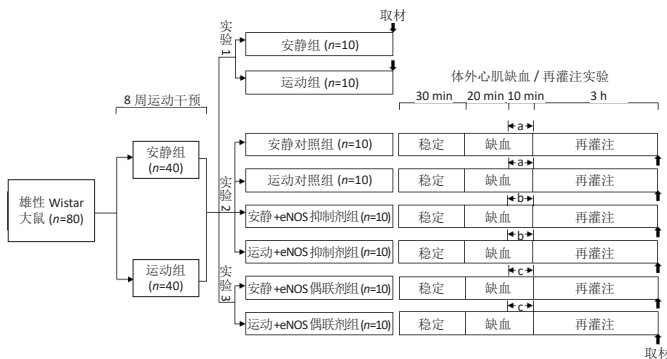 取材
实验1
安静组 (n=10)
运动组 (n=10)
体外心肌缺血 / 再灌注实验
8 周运动干预
30 min 20 min 10 min 3 h
雄性 Wistar
大鼠 (n=80)
安静组
(n=40)
运动组
(n=40)
实验2
安静对照组 (n=10) 稳定 缺血 a 再灌注
运动对照组 (n=10) 稳定 缺血 a 再灌注
安静+eNOS 抑制剂组 (n=10) 稳定 缺血 b 再灌注
运动+eNOS 抑制剂组 (n=10) 稳定 缺血 b 再灌注
实验3
安静+eNOS 偶联剂组 (n=10) 稳定 缺血 c 再灌注
运动+eNOS 偶联剂组 (n=10) 稳定 缺血 c 再灌注
取材